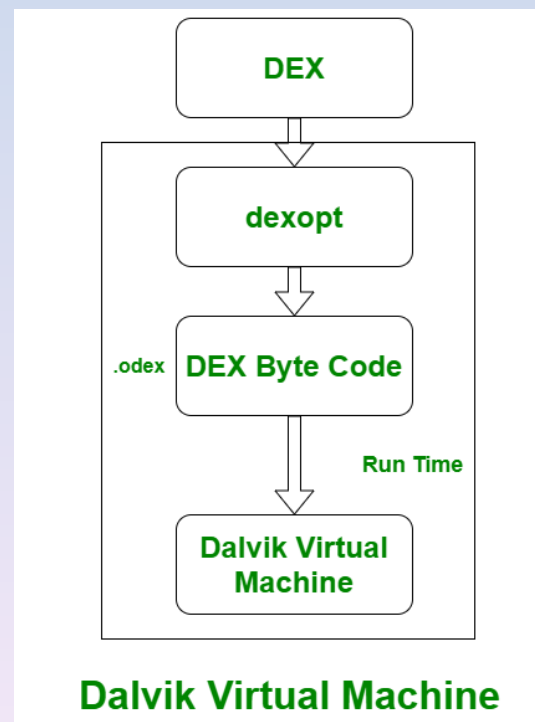 DEX
dexopt
.odex
DEX Byte Code
Run Time
Dalvik Virtual
Machine
Dalvik Virtual Machine